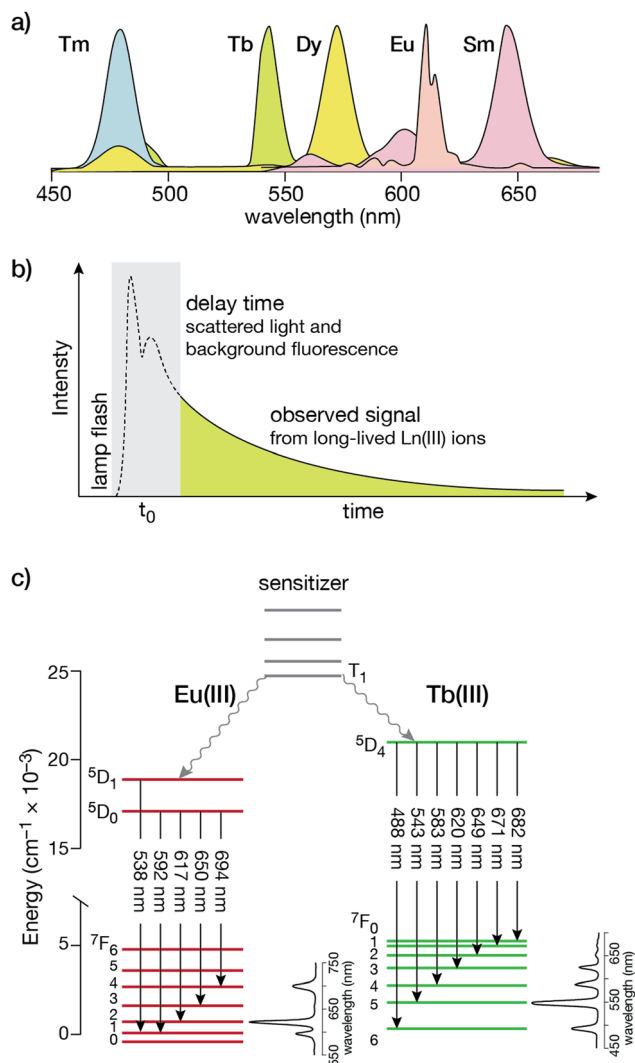 a)
Tm
Tb
Dy
Eu
Sm
450
500
550
600
650
wavelength (nm)
b)
Intensty
lamp flash
delay time
scattered light and
background fluorescence
observed signal
from long-lived Ln(III) ions
t₀
time
c)
sensitizer
T₁
Eu(III)
Tb(III)
Energy (cm⁻¹ × 10⁻³)
25
20
15
5
0
⁵D₁
⁵D₀
538 nm
592 nm
617 nm
650 nm
694 nm
⁷F₆
5
4
3
2
1
0
750
650
550
wavelength (nm)
⁵D₄
488 nm
543 nm
583 nm
620 nm
649 nm
671 nm
682 nm
⁷F₀
1
2
3
4
5
6
650
550
450
wavelength (nm)